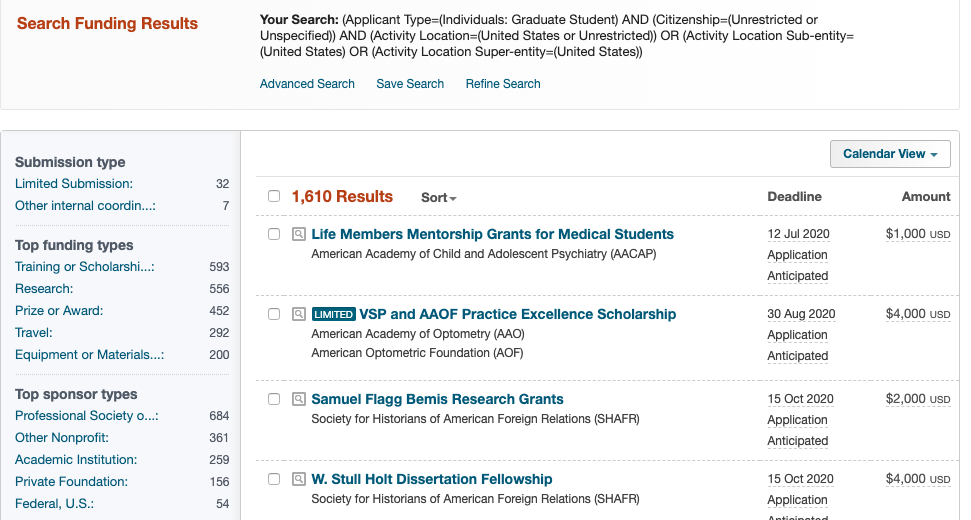 Search Funding Results
Your Search: (Applicant Type=(Individuals: Graduate Student) AND (Citizenship=(Unrestricted or
Unspecified)) AND (Activity Location=(United States or Unrestricted)) OR (Activity Location Sub-entity=
(United States) OR (Activity Location Super-entity=(United States))
Advanced Search Save Search Refine Search
Submission type
Limited Submission: 32
Other internal coordin...: 7
Top funding types
Training or Scholarshi...: 593
Research: 556
Prize or Award: 452
Travel: 292
Equipment or Materials...: 200
Top sponsor types
Professional Society o...: 684
Other Nonprofit: 361
Academic Institution: 259
Private Foundation: 156
Federal, U.S.: 54
Calendar View
1,610 Results Sort Deadline Amount
Life Members Mentorship Grants for Medical Students 12 Jul 2020 $1,000 USD
American Academy of Child and Adolescent Psychiatry (AACAP) Application
Anticipated
LIMITED VSP and AAOF Practice Excellence Scholarship 30 Aug 2020 $4,000 USD
American Academy of Optometry (AAO) Application
American Optometric Foundation (AOF) Anticipated
Samuel Flagg Bemis Research Grants 15 Oct 2020 $2,000 USD
Society for Historians of American Foreign Relations (SHAFR) Application
Anticipated
W. Stull Holt Dissertation Fellowship 15 Oct 2020 $4,000 USD
Society for Historians of American Foreign Relations (SHAFR) Application
Anticipated